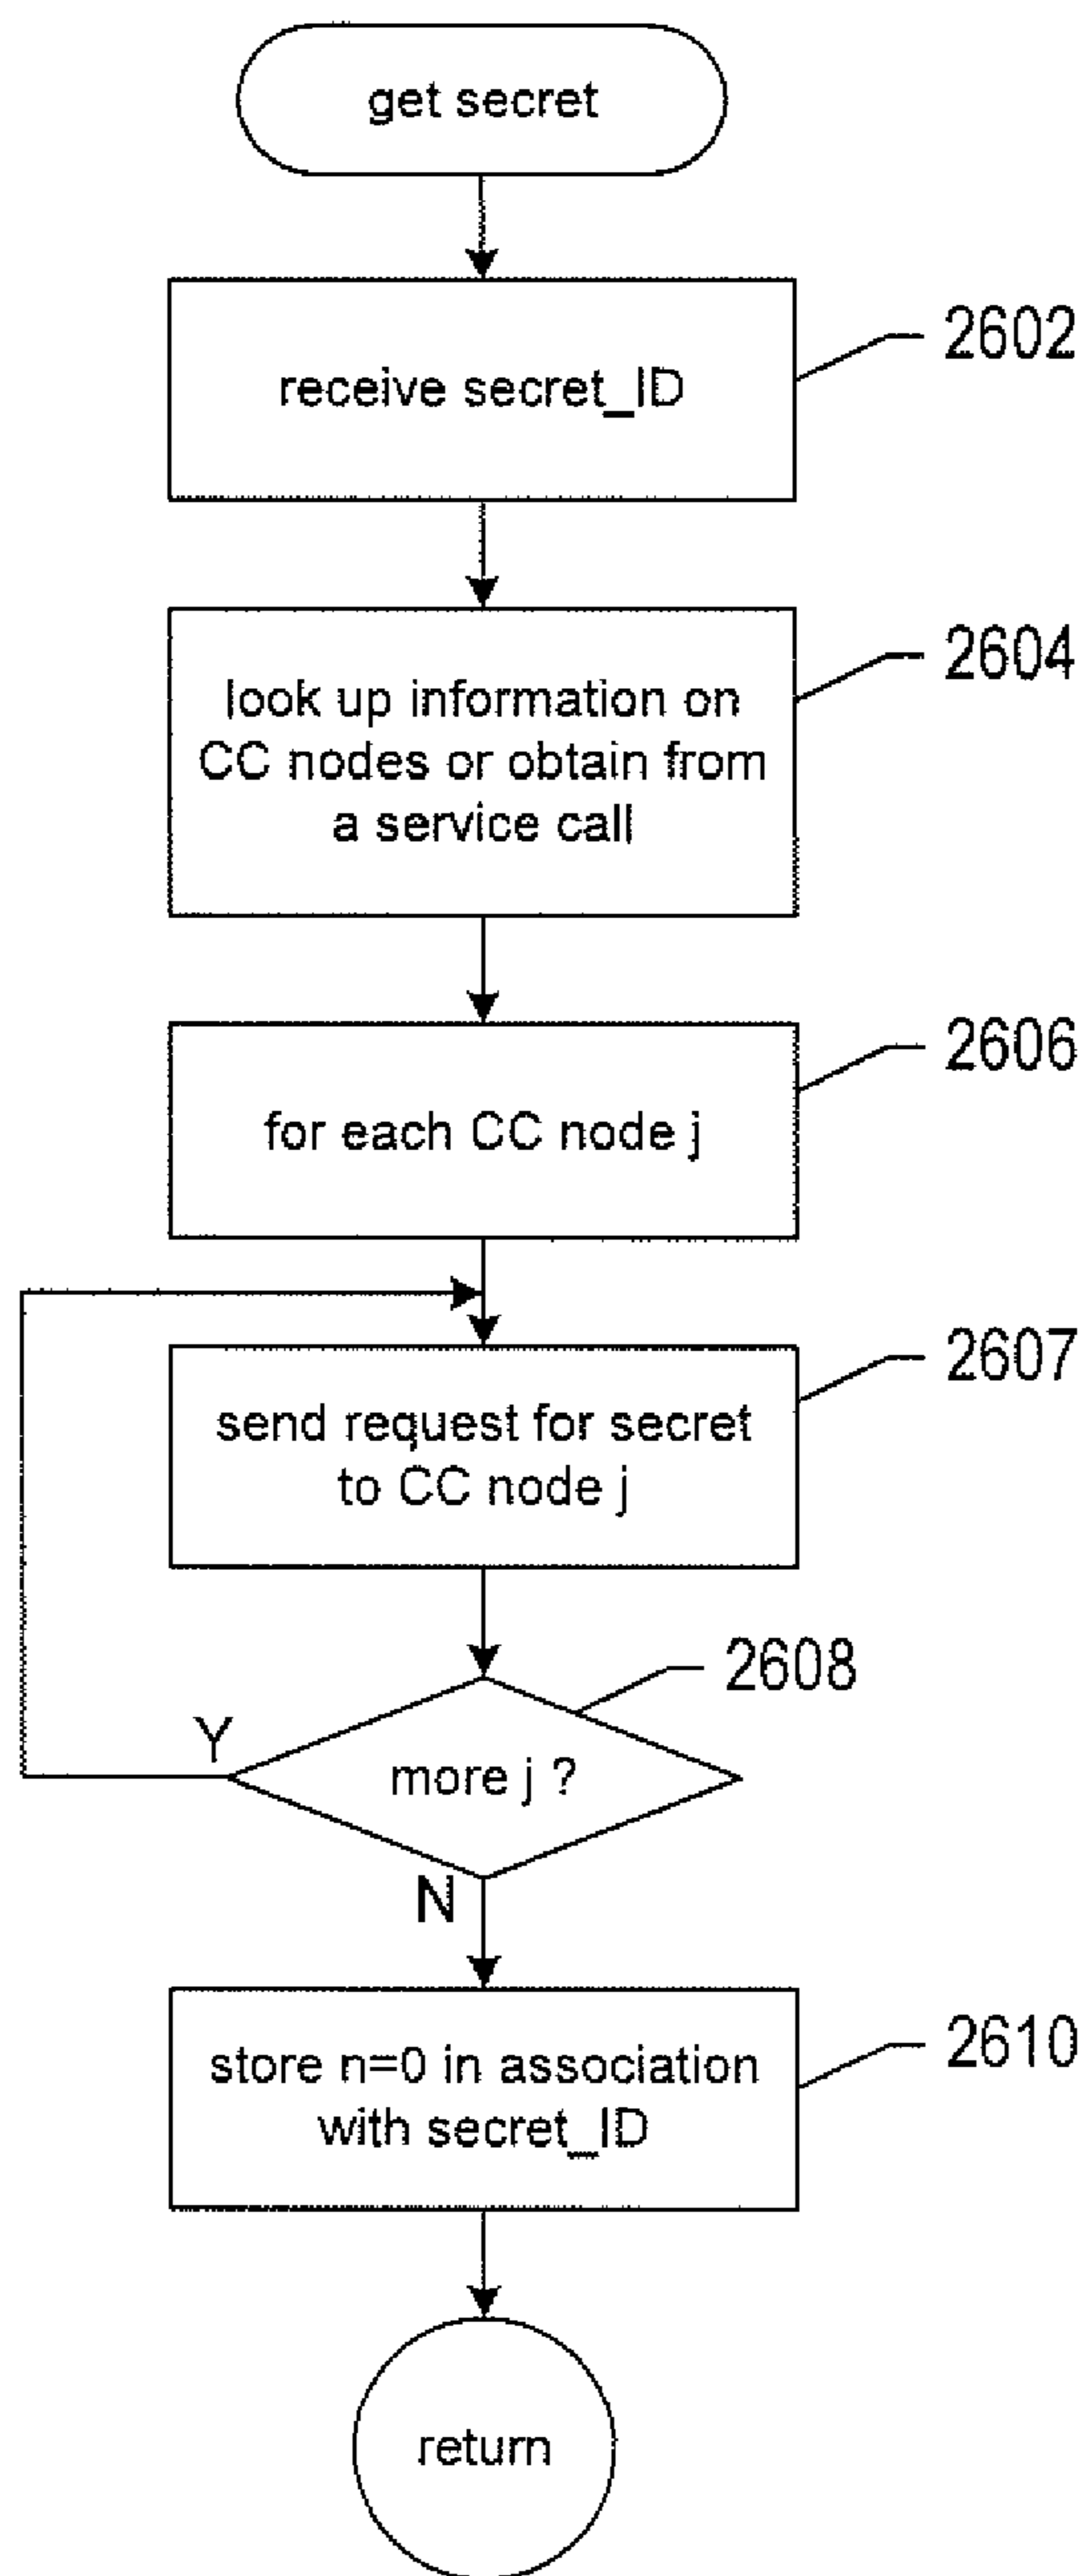 get secret
2602
receive secret_ID
2604
look up information on
CC nodes or obtain from
a service call
2606
for each CC node j
2607
send request for secret
to CC node j
2608
Y
more j ?
N
2610
store n=0 in association
with secret_ID
return